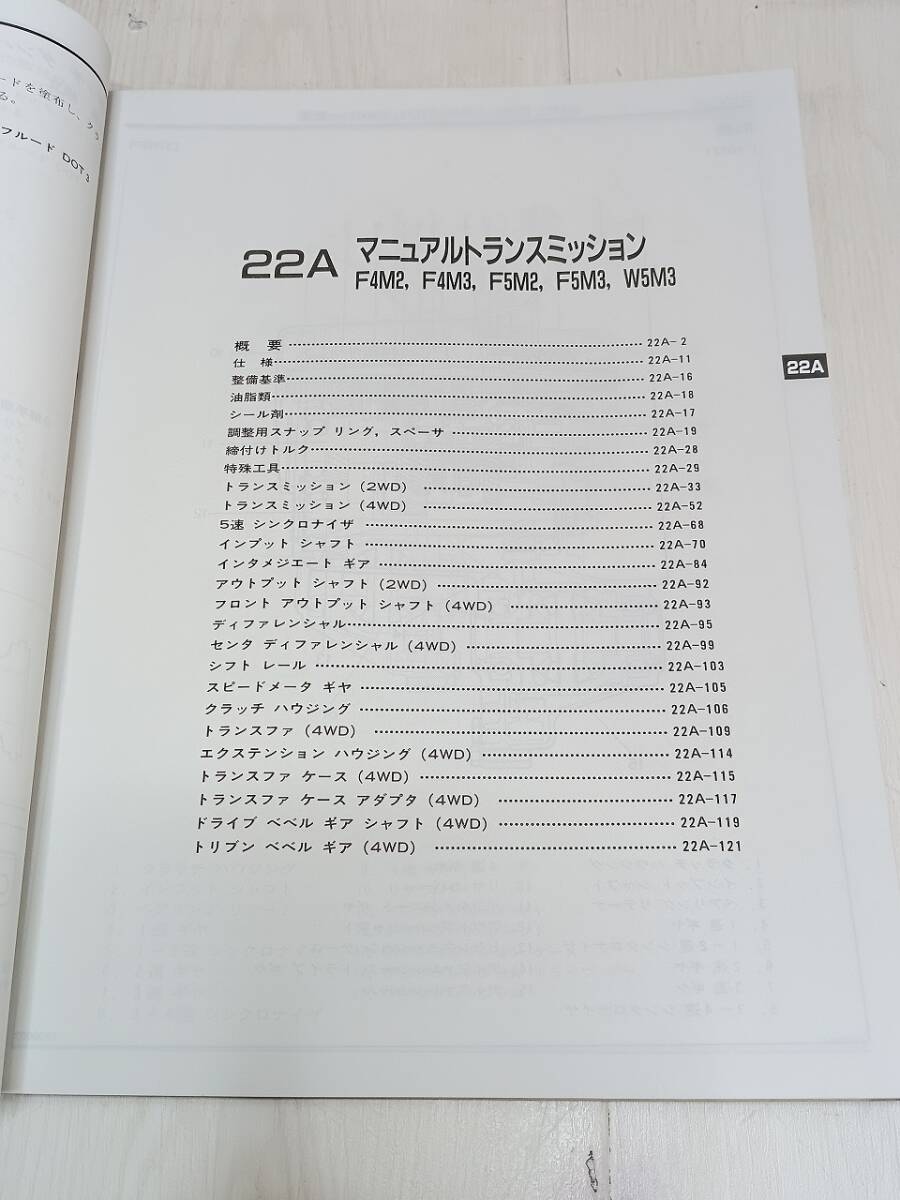 ードを塗布し、クラ
る。
フルード DOT3
22A マニュアルトランスミッション
F4M2, F4M3, F5M2, F5M3, W5M3
概 要 22A-2
仕 様 22A-11
整備基準 22A-16
油脂類 22A-18
シール剤 22A-17
調整用スナップ リング, スペーサ 22A-19
締付けトルク 22A-28
特殊工具 22A-29
トランスミッション (2WD) 22A-33
トランスミッション (4WD) 22A-52
5速 シンクロナイザ 22A-68
インプット シャフト 22A-70
インタメジエート ギア 22A-84
アウトプット シャフト (2WD) 22A-92
フロント アウトプット シャフト (4WD) 22A-93
ディファレンシャル 22A-95
センタ ディファレンシャル (4WD) 22A-99
シフト レール 22A-103
スピードメータ ギヤ 22A-105
クラッチ ハウジング 22A-106
トランスファ (4WD) 22A-109
エクステンション ハウジング (4WD) 22A-114
トランスファ ケース (4WD) 22A-115
トランスファ ケース アダプタ (4WD) 22A-117
ドライブ ベベル ギア シャフト (4WD) 22A-119
トリブン ベベル ギア (4WD) 22A-121
22A